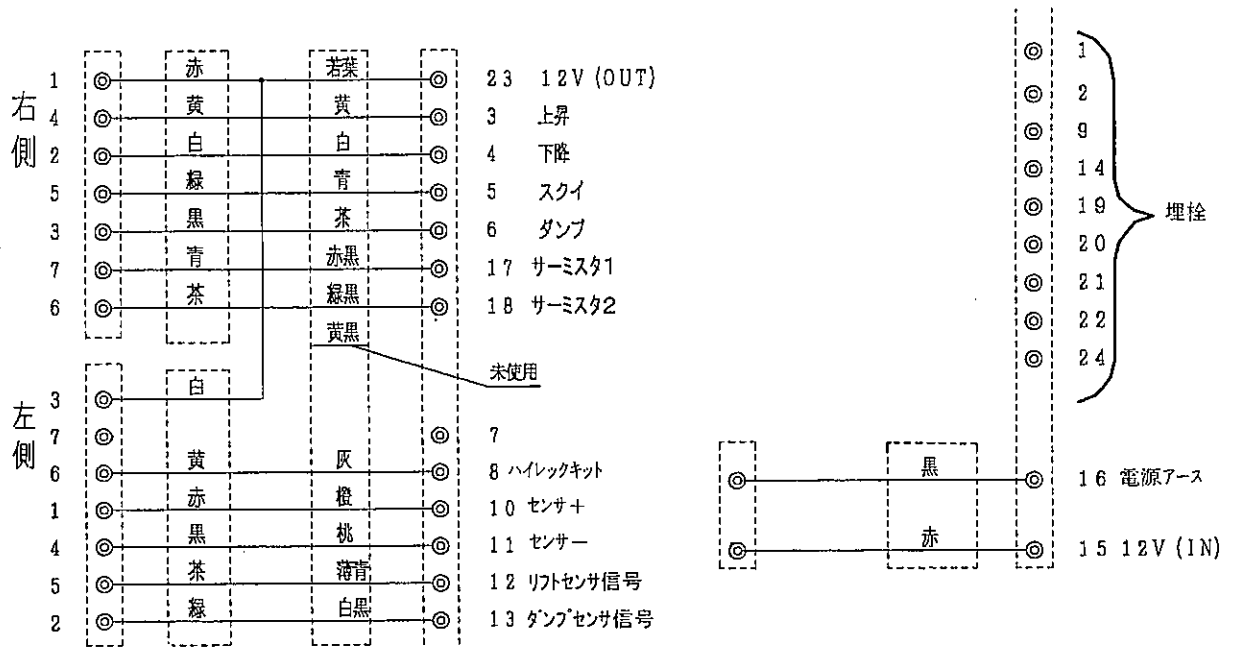 右側
1 赤 若葉 23 12V (OUT)
4 黄 黄 3 上昇
2 白 白 4 下降
5 緑 青 5 スクイ
3 黒 茶 6 ダンプ
7 青 赤黒 17 サーミスタ1
6 茶 緑黒 18 サーミスタ2
黄黒
未使用
左側
3 白
7 7
6 黄 灰 8 ハイレックキット
1 赤 橙 10 センサ+
4 黒 桃 11 センサー
5 茶 薄青 12 リフトセンサ信号
2 緑 白黒 13 ダンプセンサ信号
1
2
9
14
19
20
21
22
24
埋栓
黒 16 電源アース
赤 15 12V (IN)